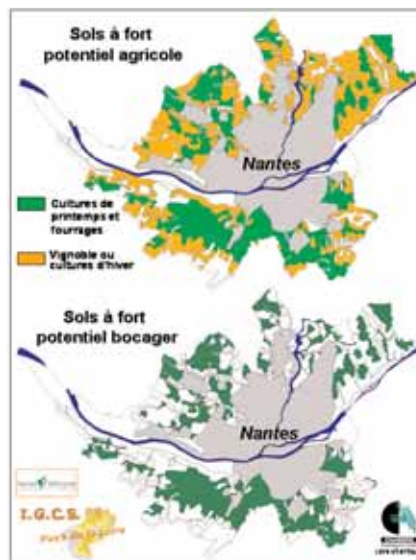 Sols à fort
potentiel agricole
Nantes
Cultures de
printemps et
fourrages
Vignoble ou
cultures d'hiver
Sols à fort
potentiel bocager
Nantes
I.G.C.S.